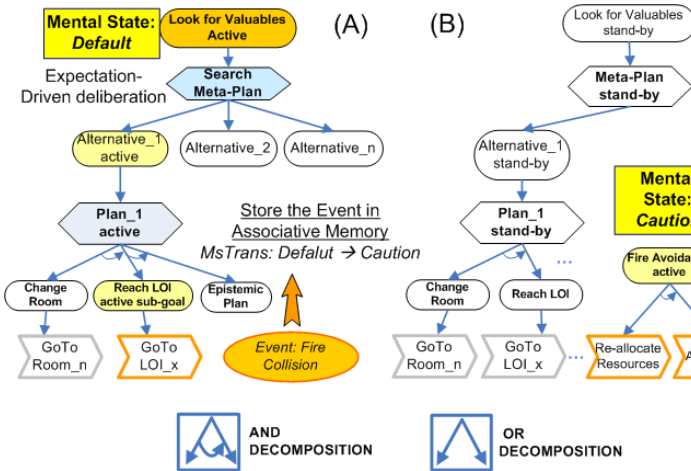 Mental State:
Default
Look for Valuables
Active
(A)
Expectation-
Driven deliberation
Search
Meta-Plan
Alternative_1
active
Alternative_2
Alternative_n
Plan_1
active
Store the Event in
Associative Memory
MsTrans: Defalut → Caution
Change
Room
Reach LOI
active sub-goal
Epistemic
Plan
GoTo
Room_n
GoTo
LOI_x
Event: Fire
Collision
(B)
Look for Valuables
stand-by
Meta-Plan
stand-by
Alternative_1
stand-by
Mental
State:
Caution
Plan_1
stand-by
...
Fire Avoida
active
Change
Room
Reach LOI
GoTo
Room_n
GoTo
LOI_x
...
Re-allocate
Resources
A
AND
DECOMPOSITION
OR
DECOMPOSITION